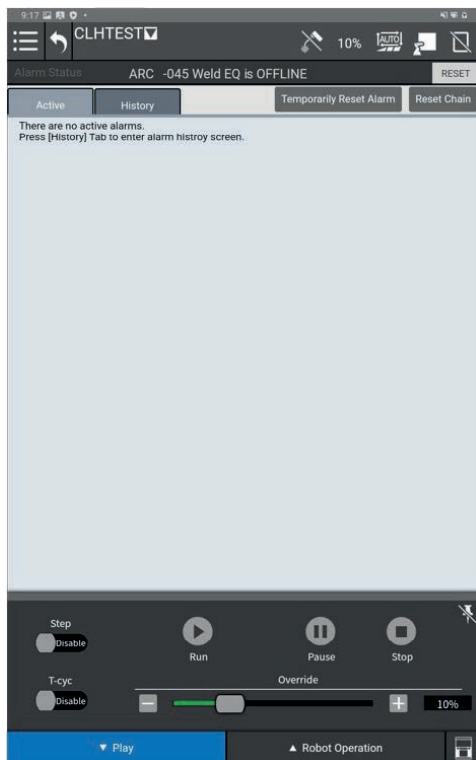 9:17
CLHTEST
10%
AUTO
Alarm Status
ARC -045 Weld EQ is OFFLINE
RESET
Active
History
Temporarily Reset Alarm
Reset Chain
There are no active alarms.
Press [History] Tab to enter alarm histroy screen.
Step
Disable
Run
Pause
Stop
T-cyc
Disable
Override
10%
Play
Robot Operation